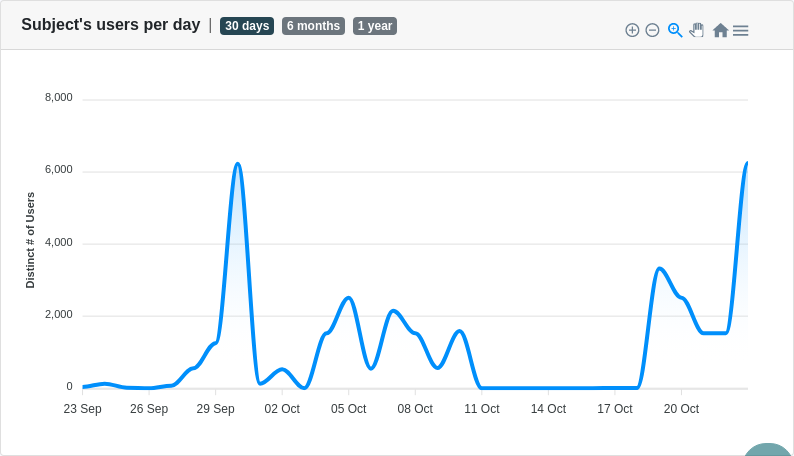 Subject's users per day | 30 days 6 months 1 year
8,000
6,000
4,000
2,000
0
Distinct # of Users
23 Sep 26 Sep 29 Sep 02 Oct 05 Oct 08 Oct 11 Oct 14 Oct 17 Oct 20 Oct